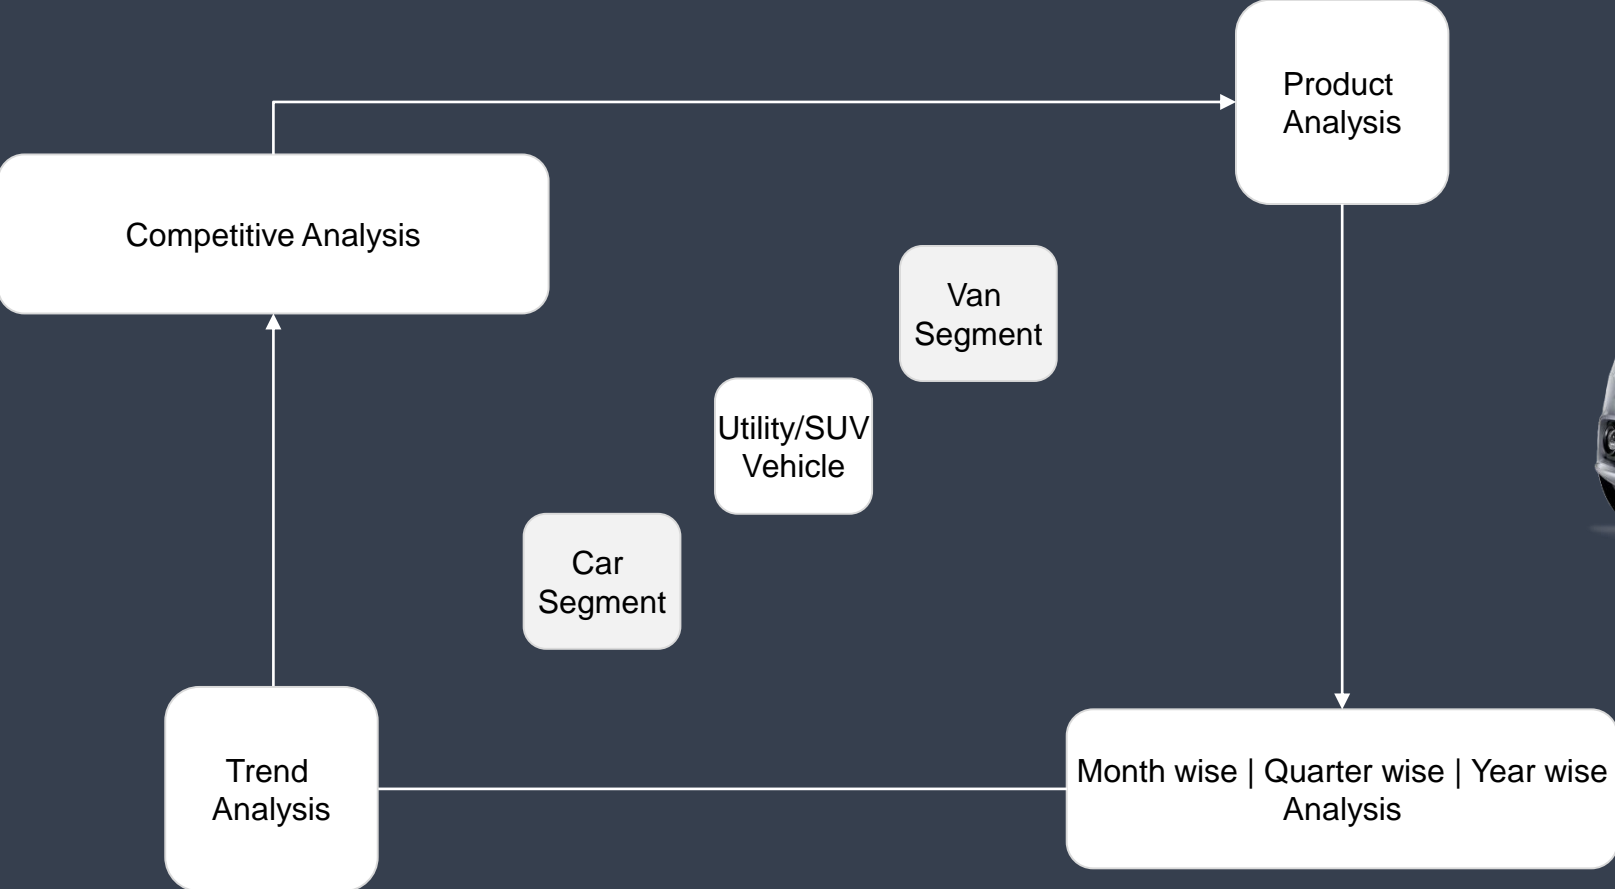 Product
Analysis
Competitive Analysis
Van
Segment
Utility/SUV
Vehicle
Car
Segment
Trend
Analysis
Month wise | Quarter wise | Year wise
Analysis